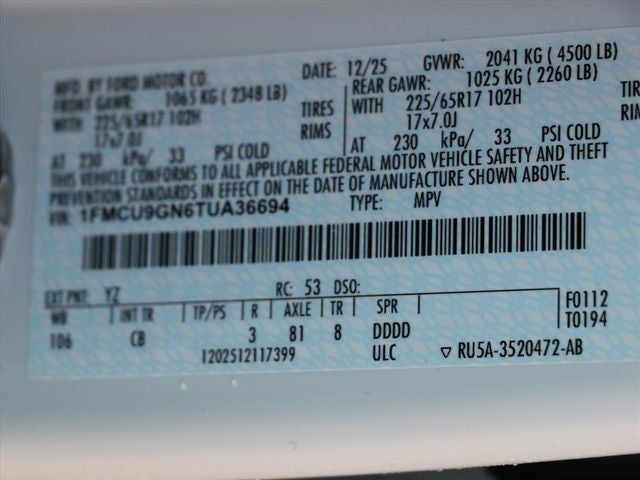 MFD. BY FORD MOTOR CO. DATE: 12/25 GVWR: 2041 KG ( 4500 LB)
FRONT GAWR: 1065 KG ( 2348 LB) REAR GAWR: 1025 KG ( 2260 LB)
WITH 225/65R17 102H TIRES WITH 225/65R17 102H TIR
17x7.0J RIMS 17x7.0J RIM
AT 230 kPa/ 33 PSI COLD AT 230 kPa/ 33 PSI COLD
THIS VEHICLE CONFORMS TO ALL APPLICABLE FEDERAL MOTOR VEHICLE SAFETY AND THEFT
PREVENTION STANDARDS IN EFFECT ON THE DATE OF MANUFACTURE SHOWN ABOVE.
VIN: 1FMCU9GN6TUA36694 TYPE: MPV
EXT PNT: YZ RC: 53 DSO:
WB INT TR TP/PS R AXLE TR SPR F0112
106 CB 3 81 8 DDDD T0194
1202512117399 ULC ▽ RU5A-3520472-AB